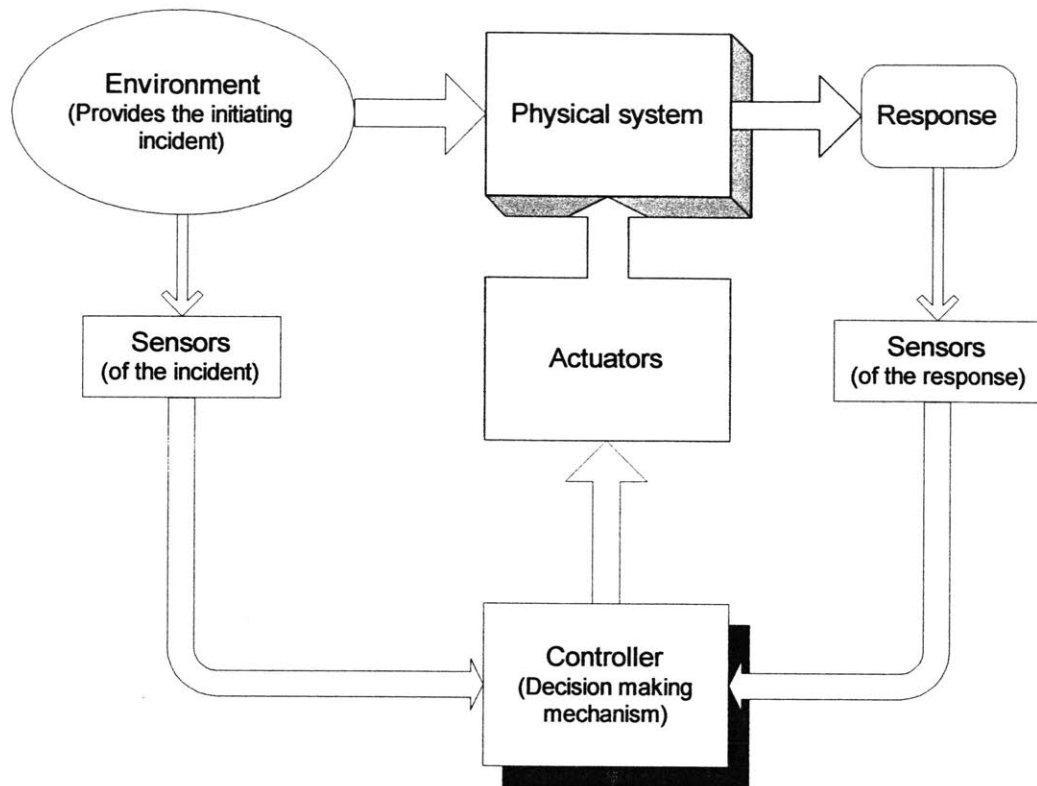 Environment
(Provides the initiating
incident)
Physical system
Response
Sensors
(of the incident)
Actuators
Sensors
(of the response)
Controller
(Decision making
mechanism)